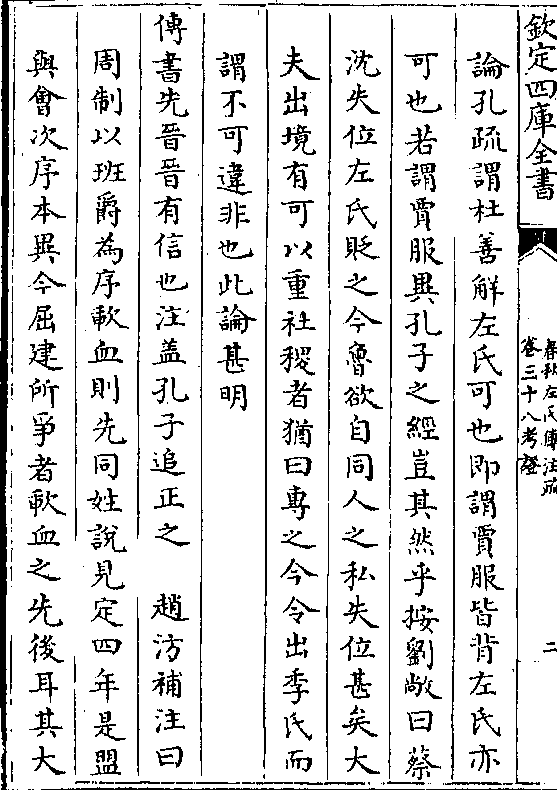 欽定四庫全書
春秋左氏傳注疏
卷三十八考證
二
論孔疏謂杜善解左氏可也即謂賈服皆背左氏亦
可也若謂賈服異孔子之經豈其然乎按劉敞曰蔡
沈失位左氏貶之今魯欲自同人之私失位甚矣大
夫出境有可以重社稷者猶曰專之今令出季氏而
謂不可違非也此論甚明
傳書先晉晉有信也注蓋孔子追正之　趙汸補注曰
周制以班爵為序歃血則先同姓說見定四年是盟
與會次序本異今屈建所爭者歃血之先後耳其大